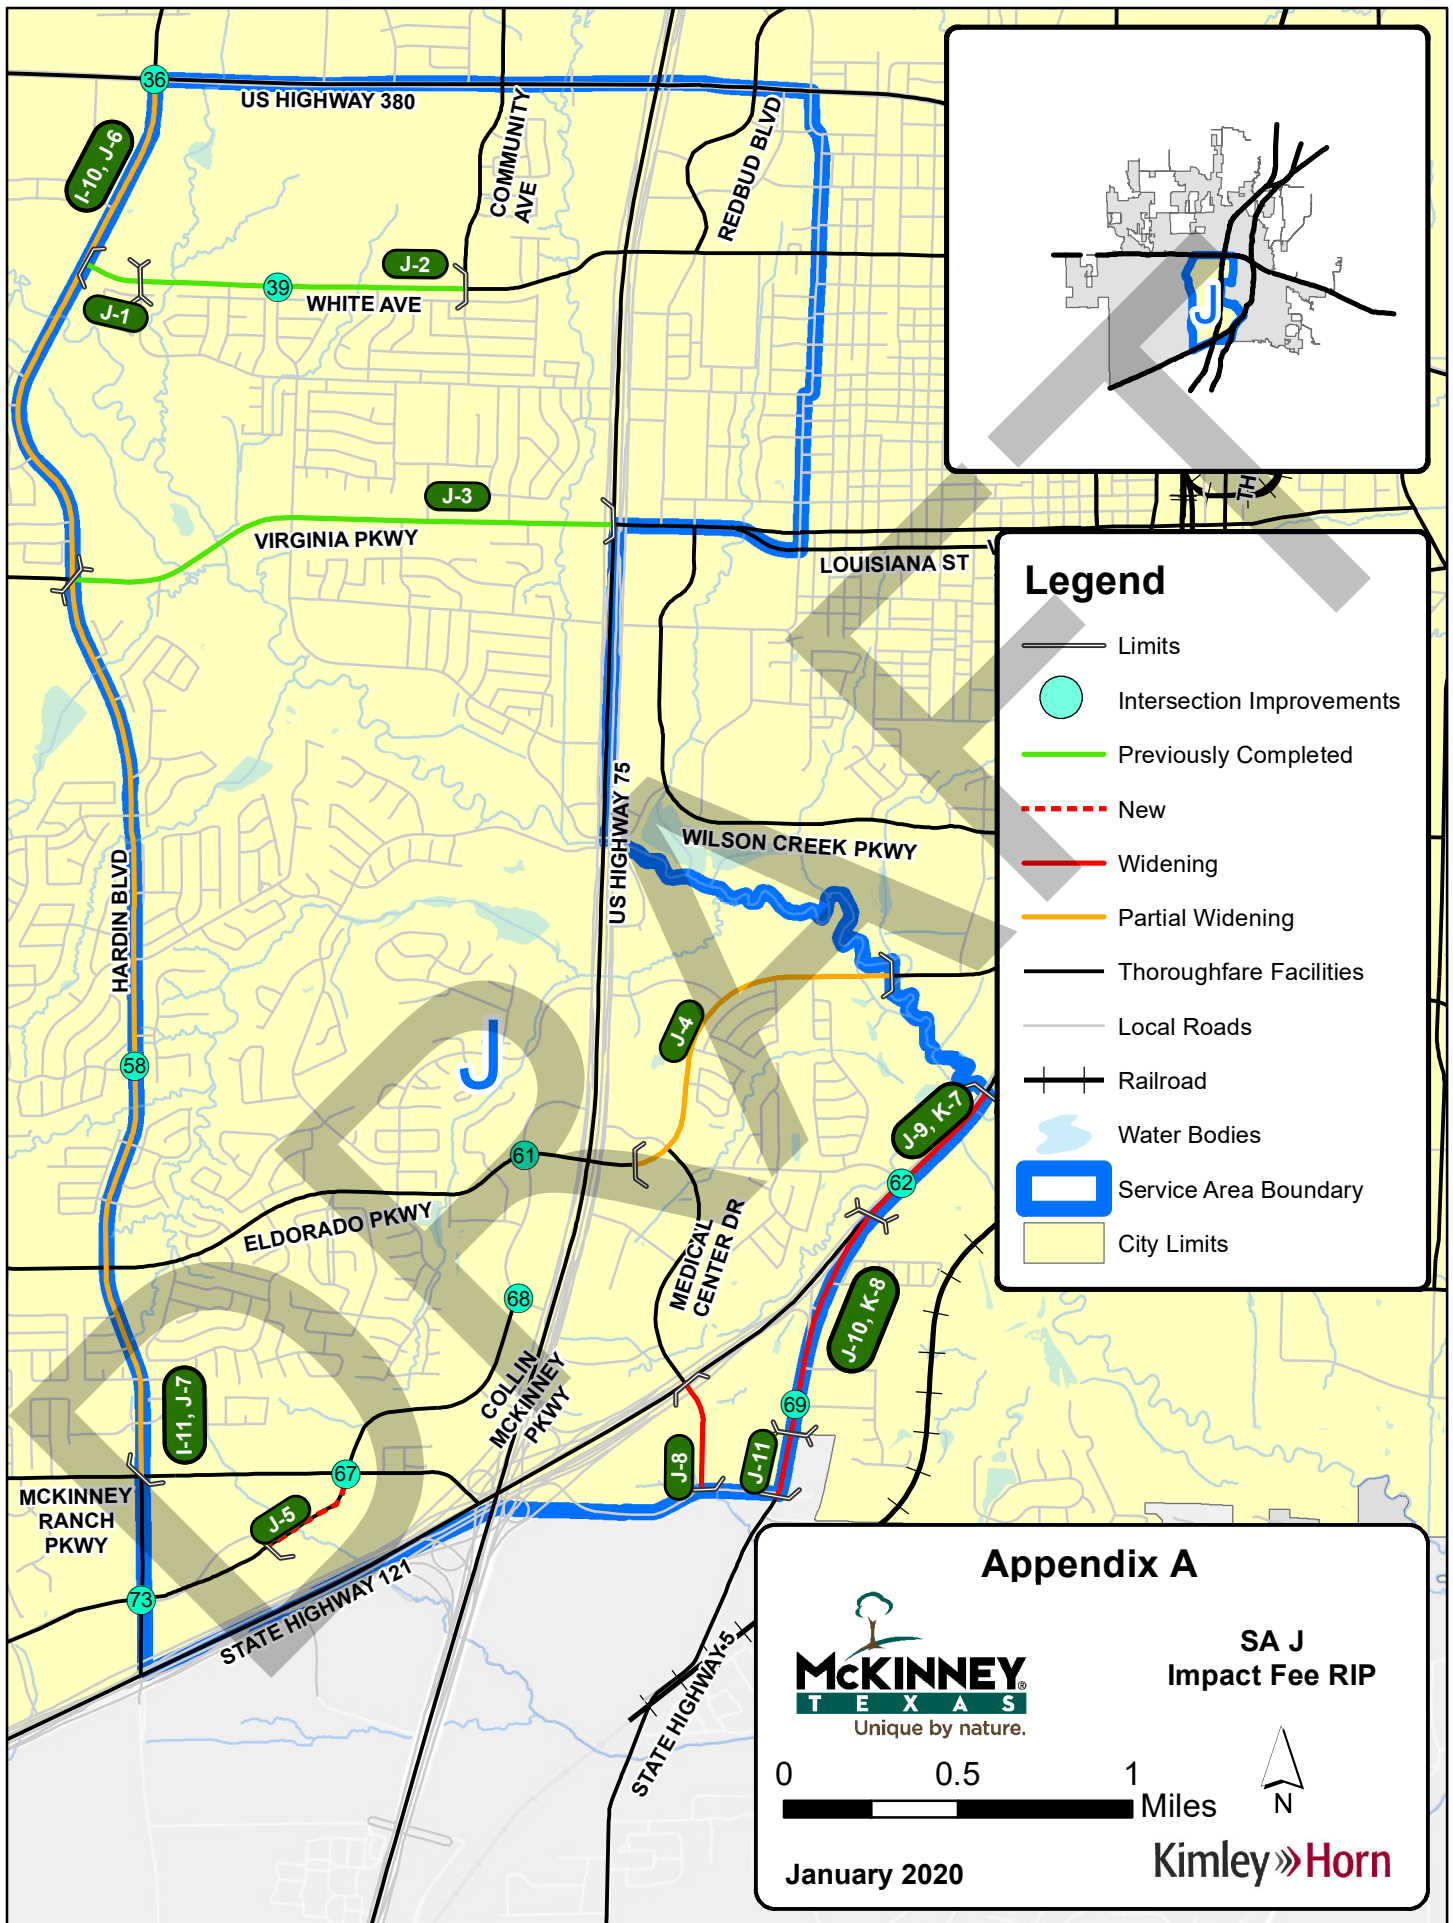 36
US HIGHWAY 380
COMMUNITY
AVE
REDBUD BLVD
I-10, J-6
J-2
39
WHITE AVE
J-1
J
J-3
VIRGINIA PKWY
LOUISIANA ST
TH
Legend
Limits
Intersection Improvements
Previously Completed
New
Widening
Partial Widening
Thoroughfare Facilities
Local Roads
Railroad
Water Bodies
Service Area Boundary
City Limits
US HIGHWAY 75
WILSON CREEK PKWY
HARDIN BLVD
J-4
J
58
J-9, K-7
61
62
ELDORADO PKWY
MEDICAL
CENTER DR
68
J-10, K-8
COLLIN
MCKINNEY
PKWY
I-11, J-7
69
67
J-8
J-11
MCKINNEY
RANCH
PKWY
J-5
73
STATE HIGHWAY 121
STATE HIGHWAY 5
DRAFT
Appendix A
McKINNEY®
TEXAS
Unique by nature.
SA J
Impact Fee RIP
0 0.5 1
Miles
N
January 2020
Kimley»Horn